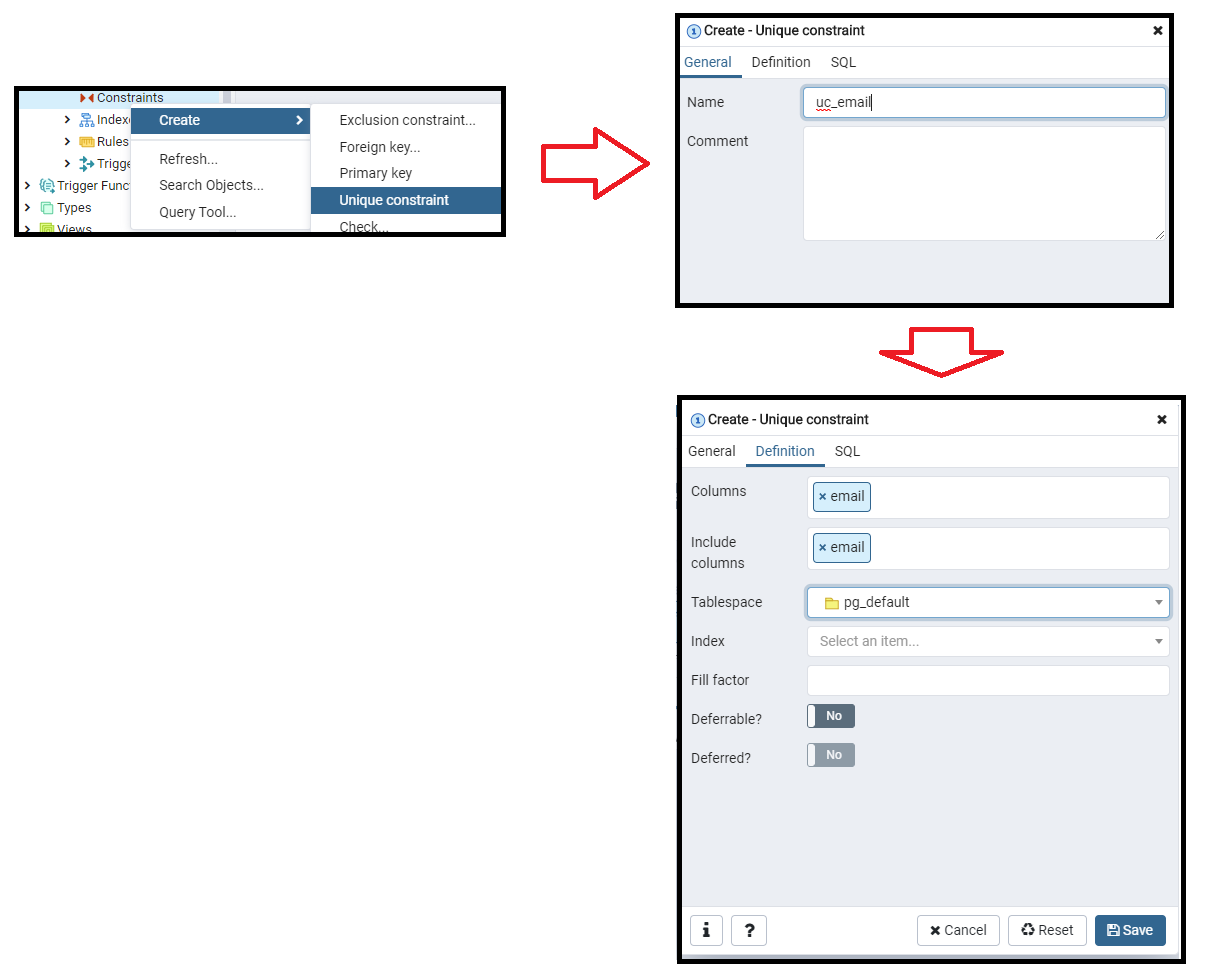 Constraints
Indexe
Create
Exclusion constraint...
Foreign key...
Rules
Refresh...
Primary key
Trigge
Search Objects...
Unique constraint
Trigger Func
Types
Query Tool...
Check...
Views
Create - Unique constraint
General Definition SQL
Name uc_email
Comment
Create - Unique constraint
General Definition SQL
Columns email
Include
columns
email
Tablespace pg_default
Index Select an item...
Fill factor
Deferrable? No
Deferred? No
i ? Cancel Reset Save